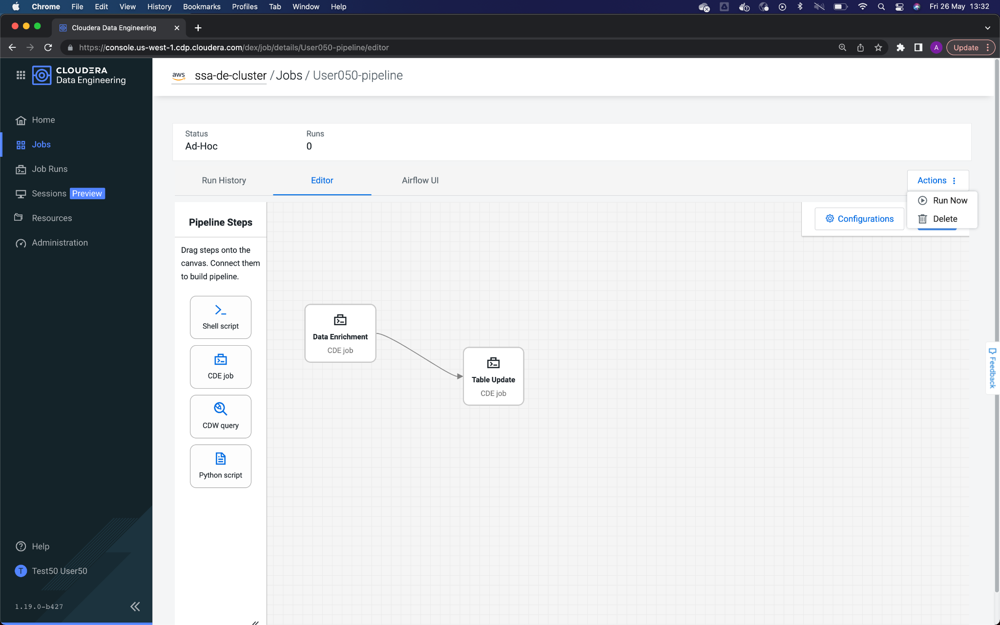 Chrome File Edit View History Bookmarks Profiles Tab Window Help Fri 26 May 13:32
Cloudera Data Engineering
https://console.us-west-1.cdp.cloudera.com/dex/job/details/User050-pipeline/editor A Update
CLOUDERA
Data Engineering
aws ssa-de-cluster / Jobs / User050-pipeline
Home
Jobs
Job Runs
Sessions Preview
Resources
Administration
Status Runs
Ad-Hoc 0
Run History Editor Airflow UI Actions
Run Now
Delete
Configurations
Pipeline Steps
Drag steps onto the
canvas. Connect them
to build pipeline.
Shell script
CDE job
CDW query
Python script
Data Enrichment
CDE job
Table Update
CDE job
Feedback
Help
T Test50 User50
1.19.0-b427